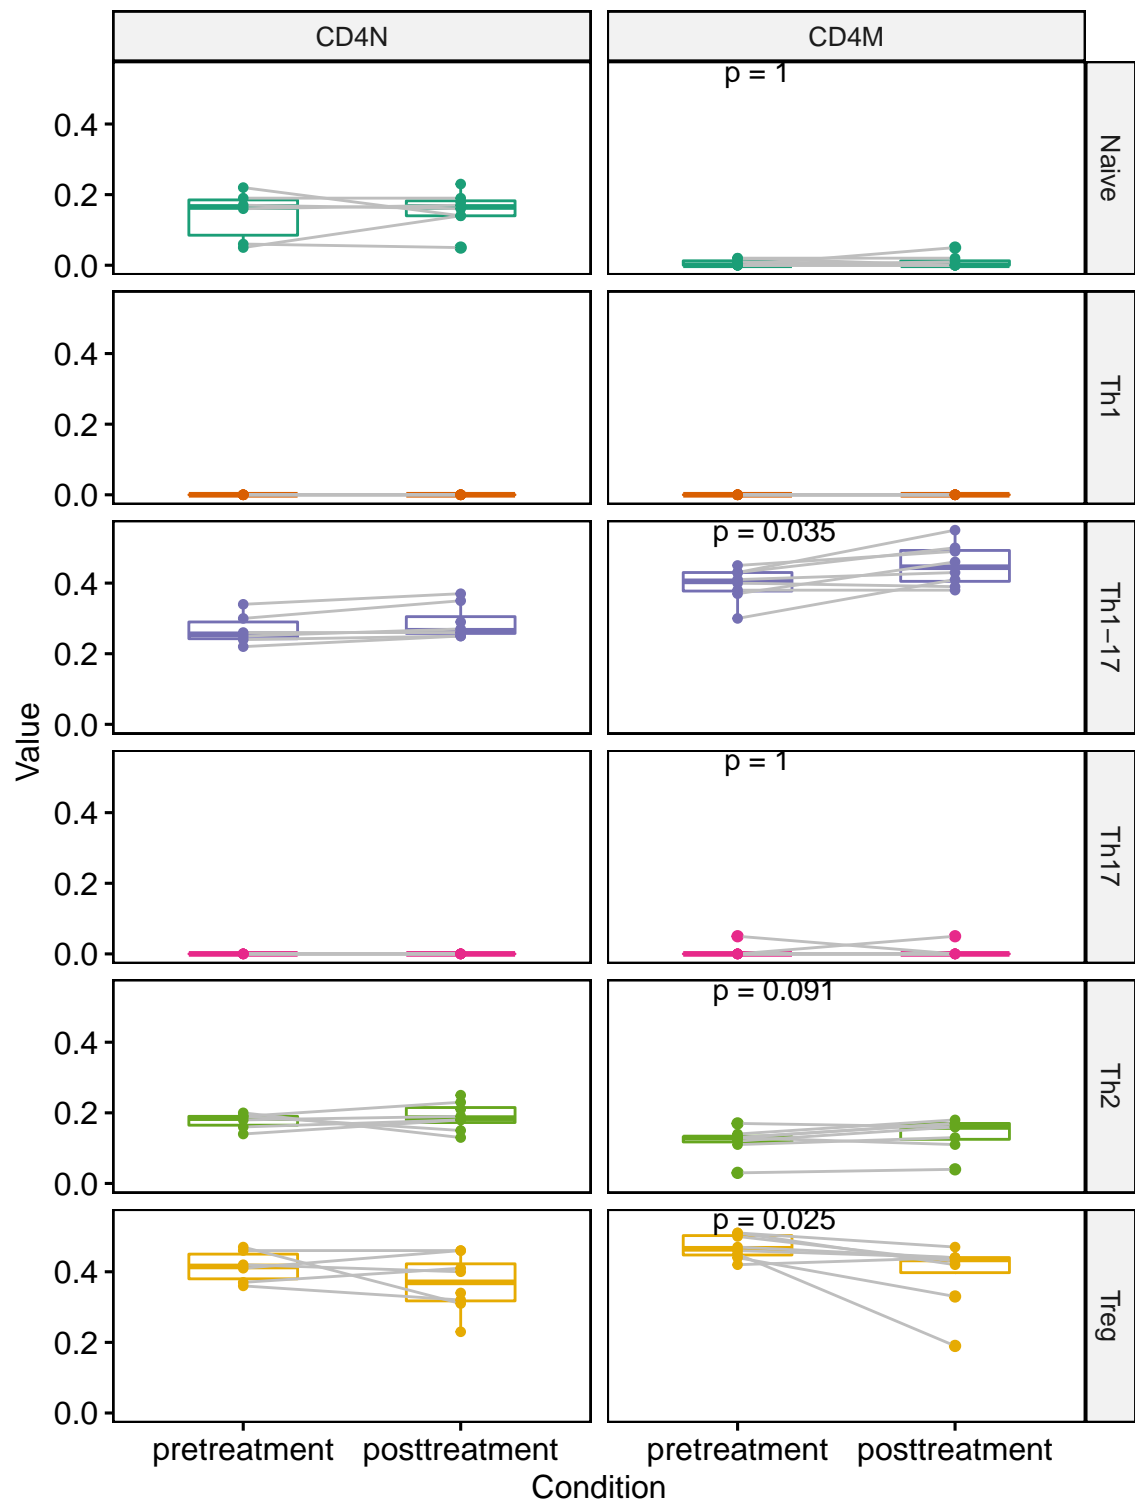 CD4N
CD4M
p = 1
Naive
0.4
0.2
0.0
Th1
0.4
0.2
0.0
p = 0.035
Th1−17
0.4
0.2
0.0
Value
p = 1
Th17
0.4
0.2
0.0
p = 0.091
Th2
0.4
0.2
0.0
p = 0.025
Treg
0.4
0.2
0.0
pretreatment posttreatment
pretreatment posttreatment
Condition